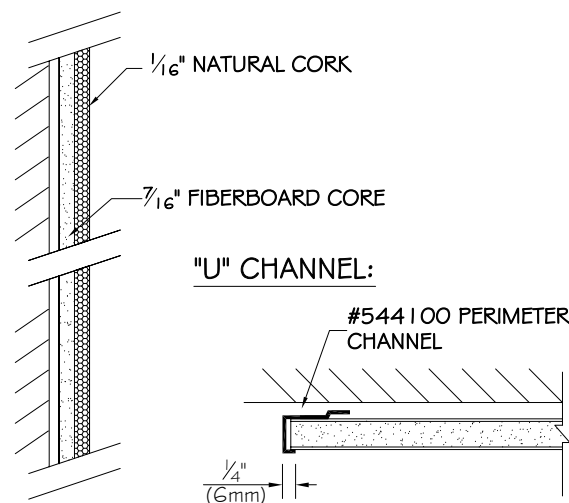 1/16" NATURAL CORK
7/16" FIBERBOARD CORE
"U" CHANNEL:
#544100 PERIMETER
CHANNEL
1/4"
(6mm)